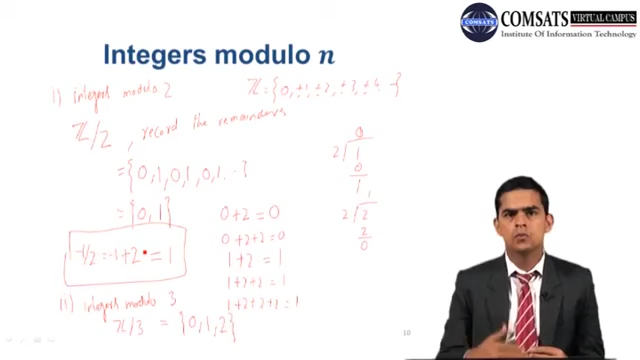 COMSATS VIRTUAL CAMPUS
Institute Of Information Technology
Integers modulo n
i) integers modulo 2
ℤ = {0, ±1, ±2, ±3, ±4 ...}
ℤ/2, record the remainders
= {0,1,0,1,0,1, ..}
= {0,1}
-1/2 = -1+2 = 1
0+2=0
0+2+2=0
1+2=1
1+2+2=1
1+2+2+2=1
0
2)1
0
1
1
2)2
2
0
(ii) integers modulo 3
ℤ/3 = {0,1,2}
10